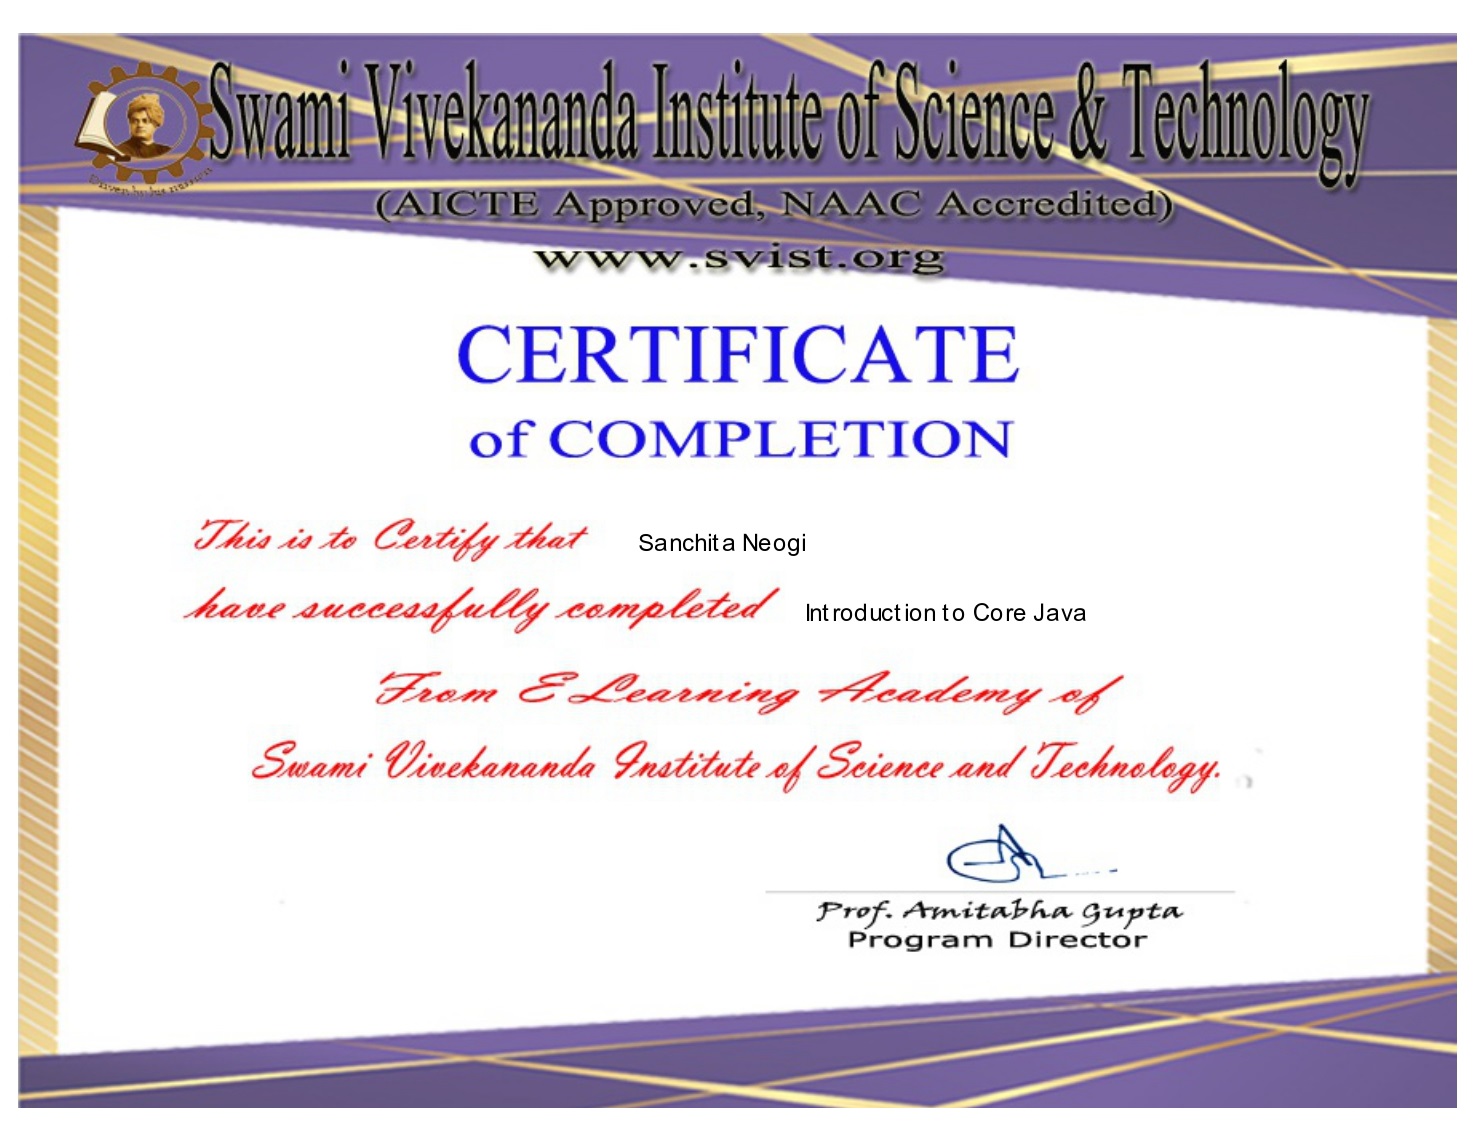 Swami Vivekananda Institute of Science & Technology
(AICTE Approved, NAAC Accredited)
www.svist.org
CERTIFICATE
of COMPLETION
This is to Certify that Sanchita Neogi
have successfully completed Introduction to Core Java
From E Learning Academy of
Swami Vivekananda Institute of Science and Technology.
Prof. Amitabha Gupta
Program Director